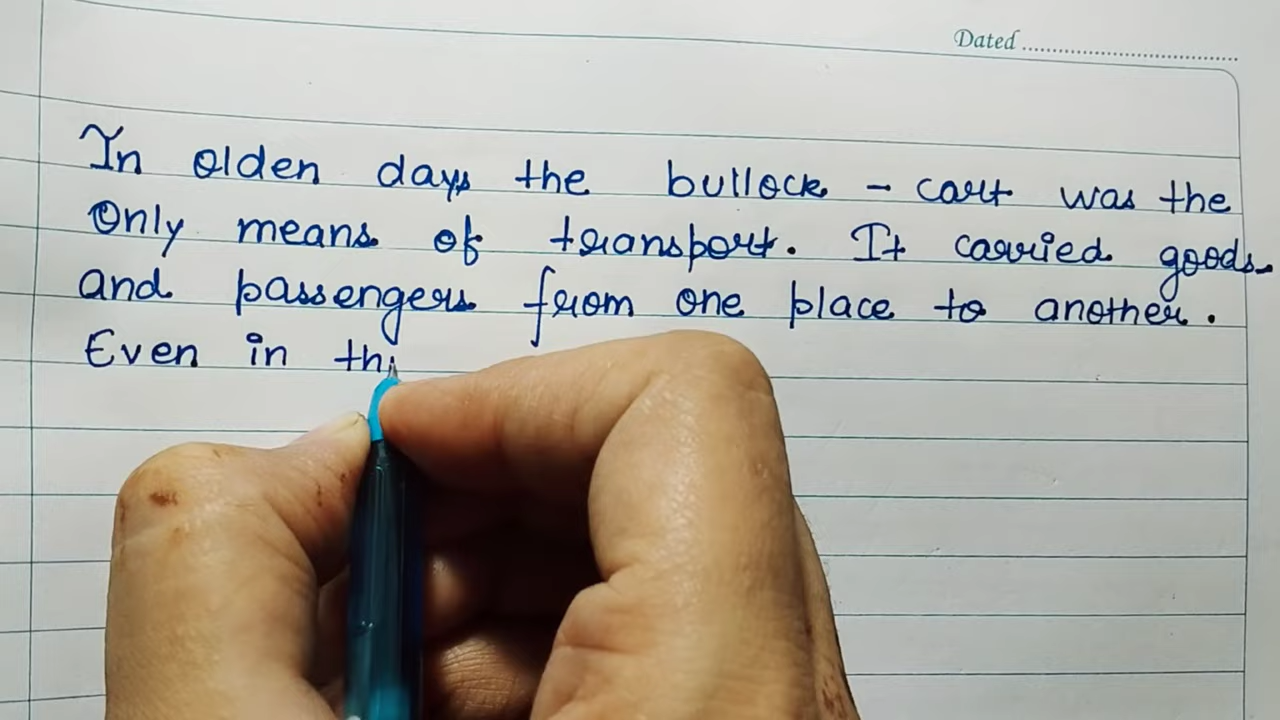 Dated
In olden days the bullock - cart was the
only means of transport. It carried goods
and passengers from one place to another.
Even in thi